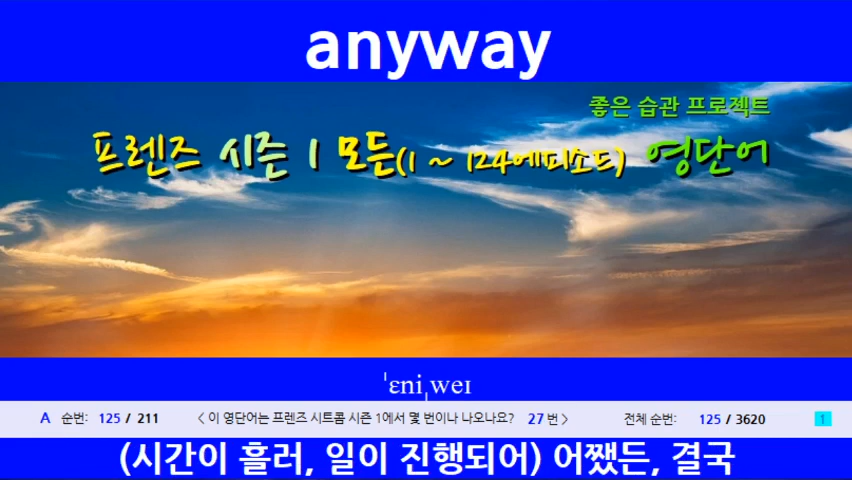 anyway
좋은 습관 프로젝트
프렌즈 시즌 1 모든(1 ~ 124에피소드) 영단어
ˈɛniˌweɪ
A 순번: 125 / 211 < 이 영단어는 프렌즈 시트콤 시즌 1에서 몇 번이나 나오나요? 27 번 > 전체 순번: 125 / 3620 1
(시간이 흘러, 일이 진행되어) 어쨌든, 결국